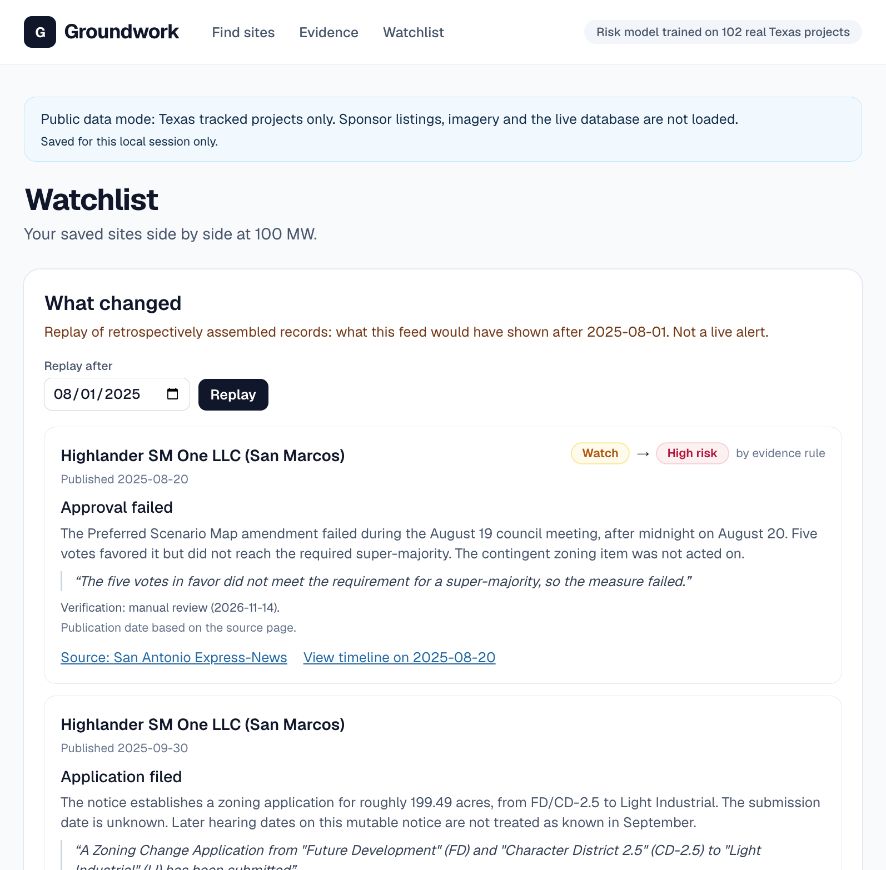 G Groundwork Find sites Evidence Watchlist Risk model trained on 102 real Texas projects
Public data mode: Texas tracked projects only. Sponsor listings, imagery and the live database are not loaded.
Saved for this local session only.
Watchlist
Your saved sites side by side at 100 MW.
What changed
Replay of retrospectively assembled records: what this feed would have shown after 2025-08-01. Not a live alert.
Replay after
08/01/2025 Replay
Highlander SM One LLC (San Marcos) Watch → High risk by evidence rule
Published 2025-08-20
Approval failed
The Preferred Scenario Map amendment failed during the August 19 council meeting, after midnight on August 20. Five
votes favored it but did not reach the required super-majority. The contingent zoning item was not acted on.
“The five votes in favor did not meet the requirement for a super-majority, so the measure failed.”
Verification: manual review (2026-11-14).
Publication date based on the source page.
Source: San Antonio Express-News View timeline on 2025-08-20
Highlander SM One LLC (San Marcos)
Published 2025-09-30
Application filed
The notice establishes a zoning application for roughly 199.49 acres, from FD/CD-2.5 to Light Industrial. The submission
date is unknown. Later hearing dates on this mutable notice are not treated as known in September.
“A Zoning Change Application from "Future Development" (FD) and "Character District 2.5" (CD-2.5) to "Light
Industrial" (LI) has been submitted”